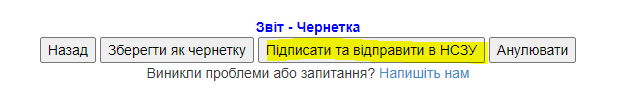 Звіт - Чернетка
Назад Зберегти як чернетку Підписати та відправити в НСЗУ Анулювати
Виникли проблеми або запитання? Напишіть нам